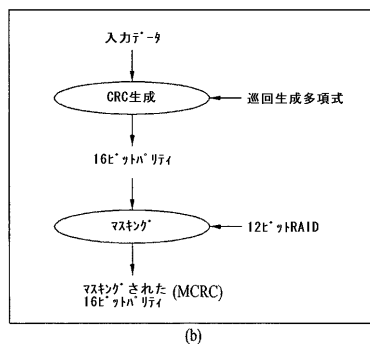 入力ﾃﾞｰﾀ
CRC生成
巡回生成多項式
16ﾋﾞｯﾄﾊﾟﾘﾃｨ
ﾏｽｷﾝｸﾞ
12ﾋﾞｯﾄRAID
ﾏｽｷﾝｸﾞされた (MCRC)
16ﾋﾞｯﾄﾊﾟﾘﾃｨ
(b)